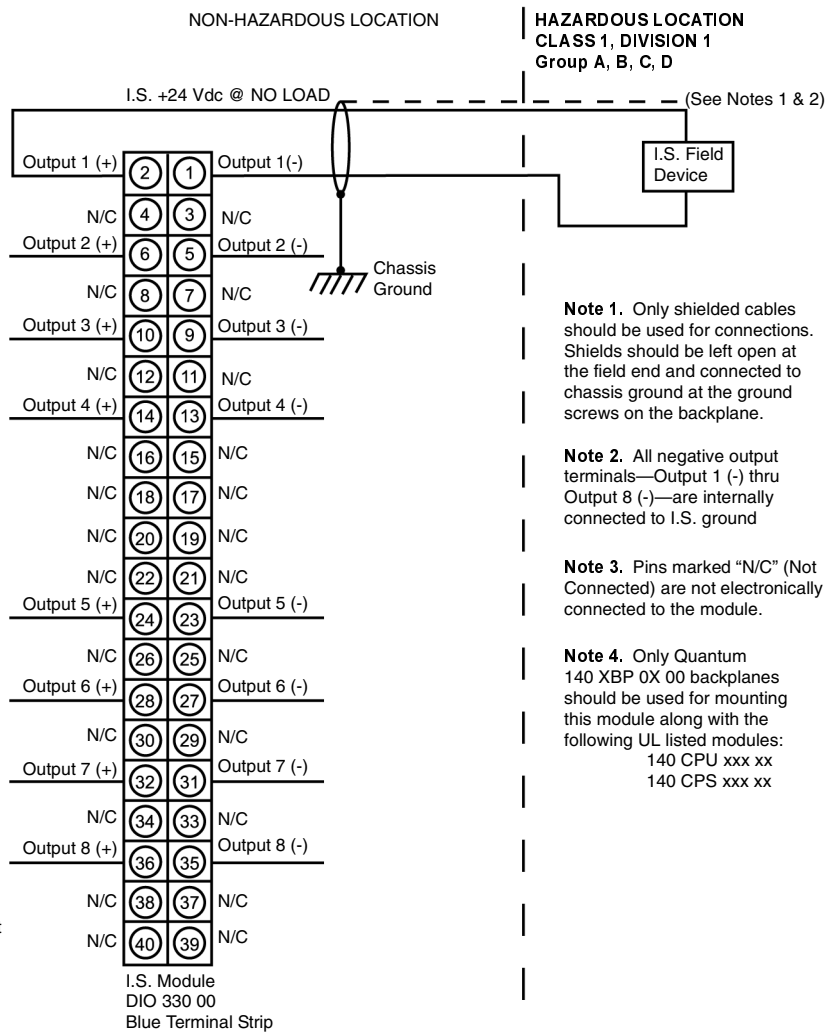 NON-HAZARDOUS LOCATION
HAZARDOUS LOCATION
CLASS 1, DIVISION 1
Group A, B, C, D
I.S. +24 Vdc @ NO LOAD
(See Notes 1 & 2)
I.S. Field
Device
Output 1 (+) 2 1 Output 1(-)
N/C 4 3 N/C
Output 2 (+) 6 5 Output 2 (-)
Chassis
Ground
N/C 8 7 N/C
Output 3 (+) 10 9 Output 3 (-)
N/C 12 11 N/C
Output 4 (+) 14 13 Output 4 (-)
N/C 16 15 N/C
N/C 18 17 N/C
N/C 20 19 N/C
N/C 22 21 N/C
Output 5 (+) 24 23 Output 5 (-)
N/C 26 25 N/C
Output 6 (+) 28 27 Output 6 (-)
N/C 30 29 N/C
Output 7 (+) 32 31 Output 7 (-)
N/C 34 33 N/C
Output 8 (+) 36 35 Output 8 (-)
N/C 38 37 N/C
N/C 40 39 N/C
I.S. Module
DIO 330 00
Blue Terminal Strip
Note 1. Only shielded cables
should be used for connections.
Shields should be left open at
the field end and connected to
chassis ground at the ground
screws on the backplane.
Note 2. All negative output
terminals—Output 1 (-) thru
Output 8 (-)—are internally
connected to I.S. ground
Note 3. Pins marked “N/C” (Not
Connected) are not electronically
connected to the module.
Note 4. Only Quantum
140 XBP 0X 00 backplanes
should be used for mounting
this module along with the
following UL listed modules:
140 CPU xxx xx
140 CPS xxx xx